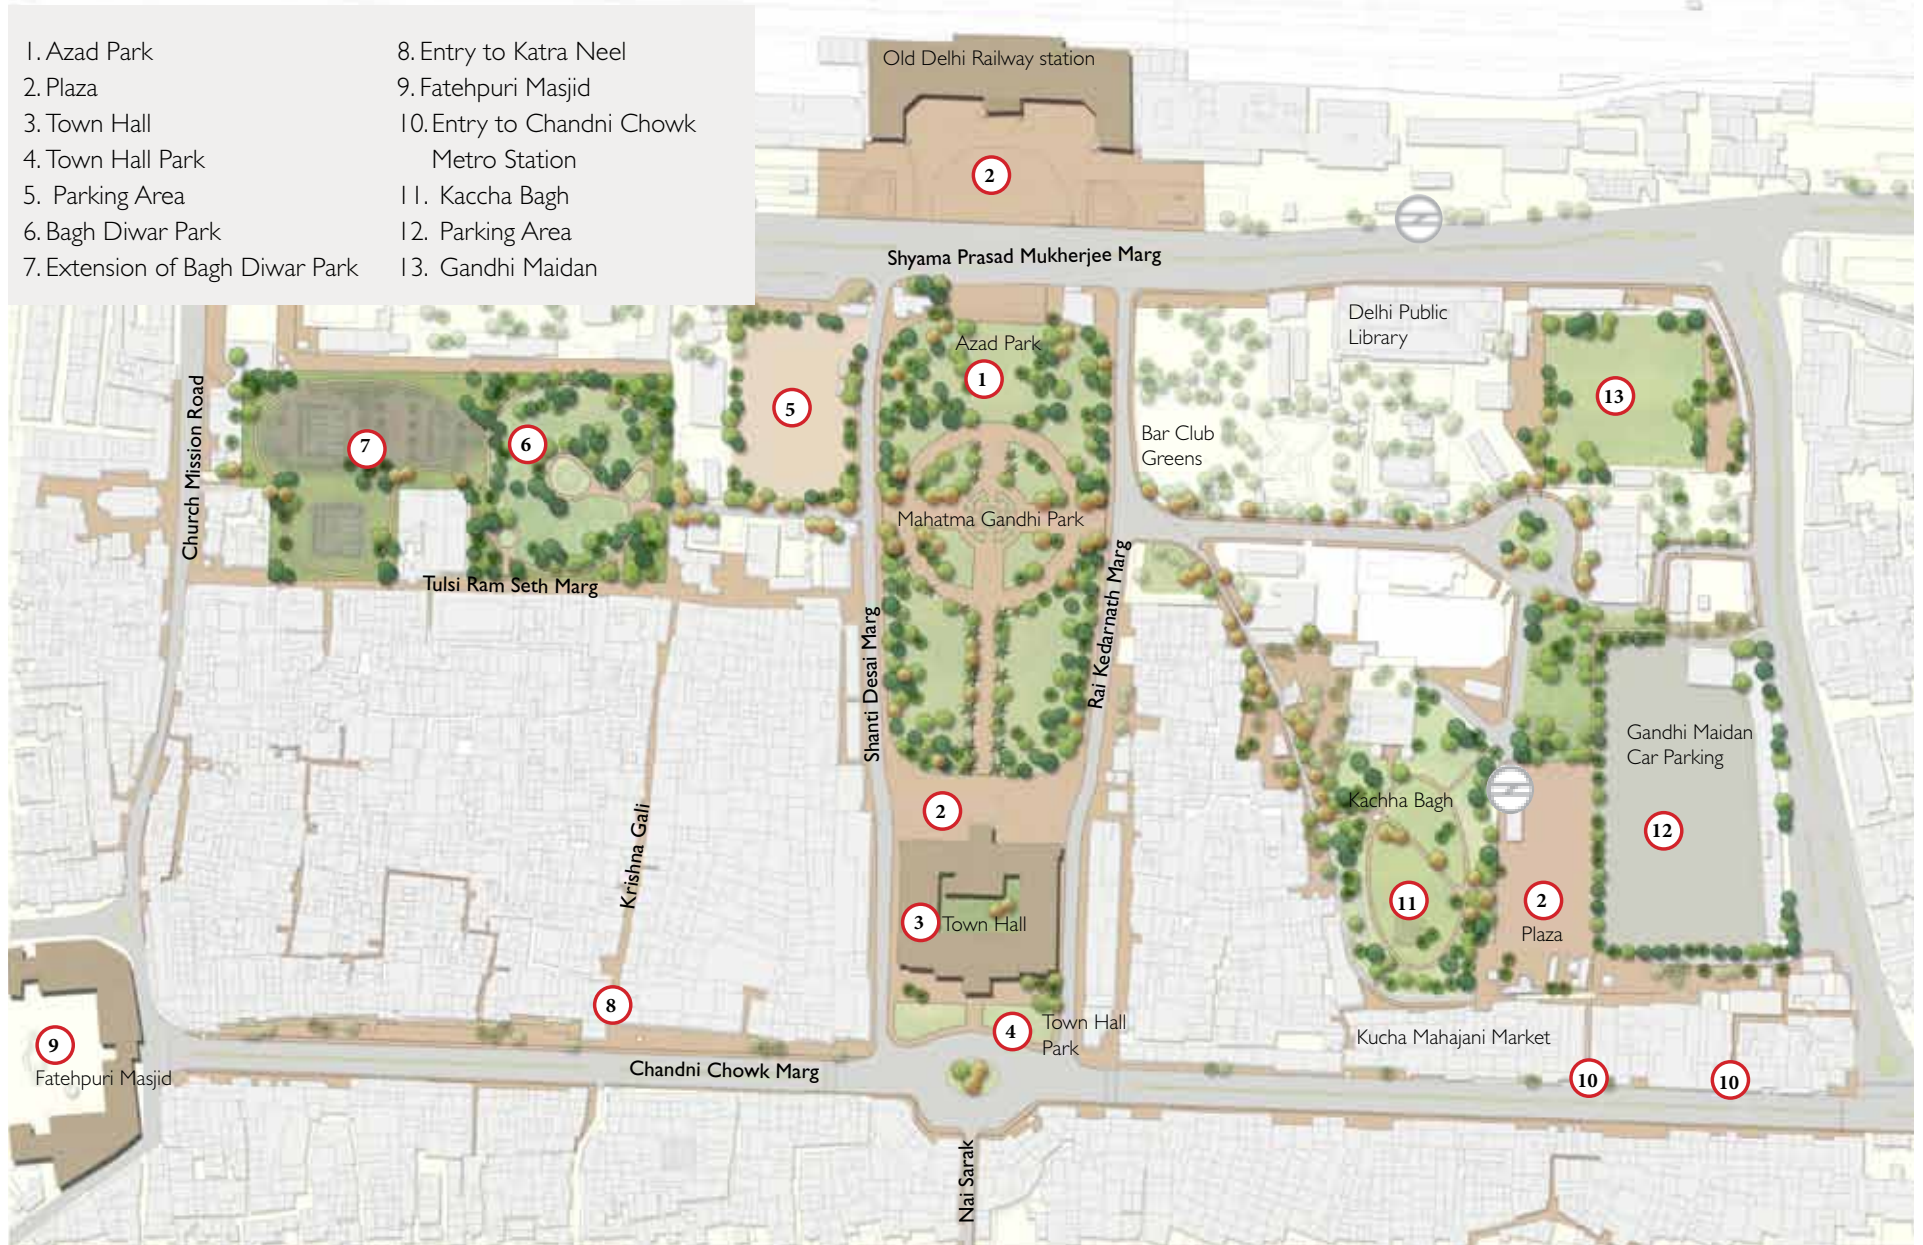 1. Azad Park
2. Plaza
3. Town Hall
4. Town Hall Park
5. Parking Area
6. Bagh Diwar Park
7. Extension of Bagh Diwar Park
8. Entry to Katra Neel
9. Fatehpuri Masjid
10. Entry to Chandni Chowk
Metro Station
11. Kaccha Bagh
12. Parking Area
13. Gandhi Maidan
Old Delhi Railway station
2
Shyama Prasad Mukherjee Marg
Azad Park
1
5
7
6
Church Mission Road
Tulsi Ram Seth Marg
Mahatma Gandhi Park
Bar Club
Greens
Delhi Public
Library
13
Shanti Desai Marg
Rai Kedarnath Marg
Krishna Gali
2
3
Town Hall
4
Town Hall
Park
Kachha Bagh
11
2
Plaza
Gandhi Maidan
Car Parking
12
8
9
Fatehpuri Masjid
Chandni Chowk Marg
Kucha Mahajani Market
10
10
Nai Sarak